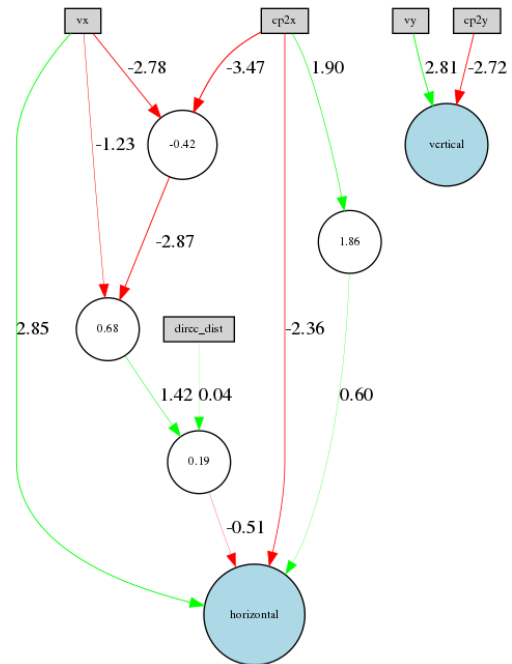 vx
cp2x
vy
cp2y
-2.78
-3.47
1.90
2.81
-2.72
-1.23
-0.42
vertical
-2.87
1.86
0.68
direc_dist
2.85
-2.36
1.42
0.04
0.60
0.19
-0.51
horizontal